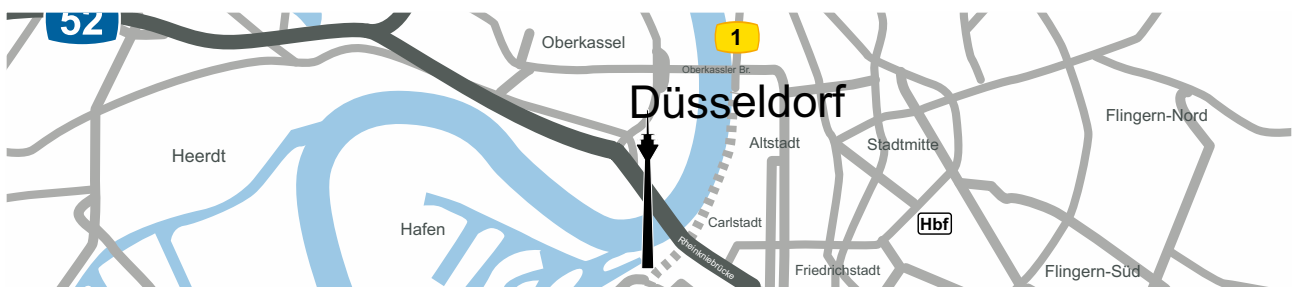 52
1
Oberkassel
Oberkassler Br.
Düsseldorf
Flingern-Nord
Altstadt
Stadtmitte
Heerdt
Carlstadt
Hbf
Hafen
Rheinkniebrücke
Friedrichstadt
Flingern-Süd